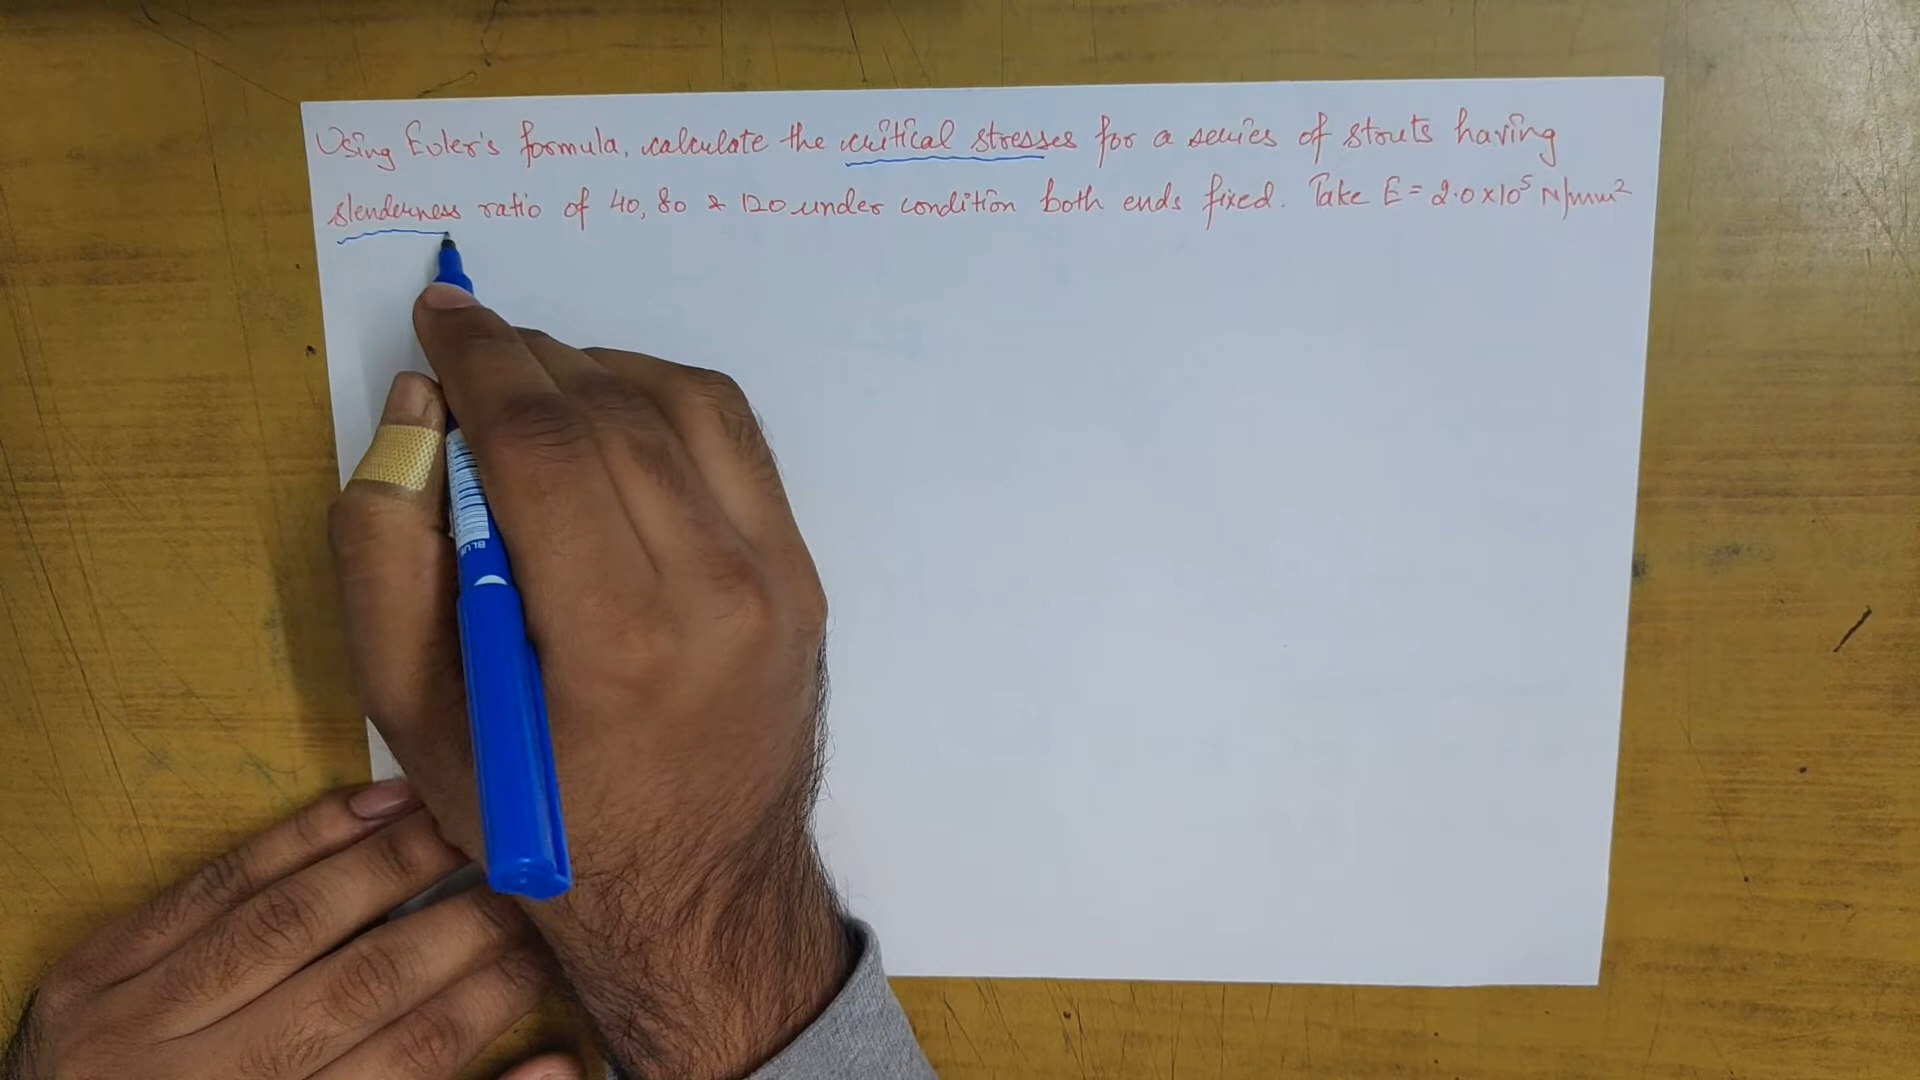 Using Euler's formula, calculate the critical stresses for a series of struts having
slenderness ratio of 40, 80 & 120 under condition both ends fixed. Take E = 2.0 x 10⁵ N/mm²
BLU